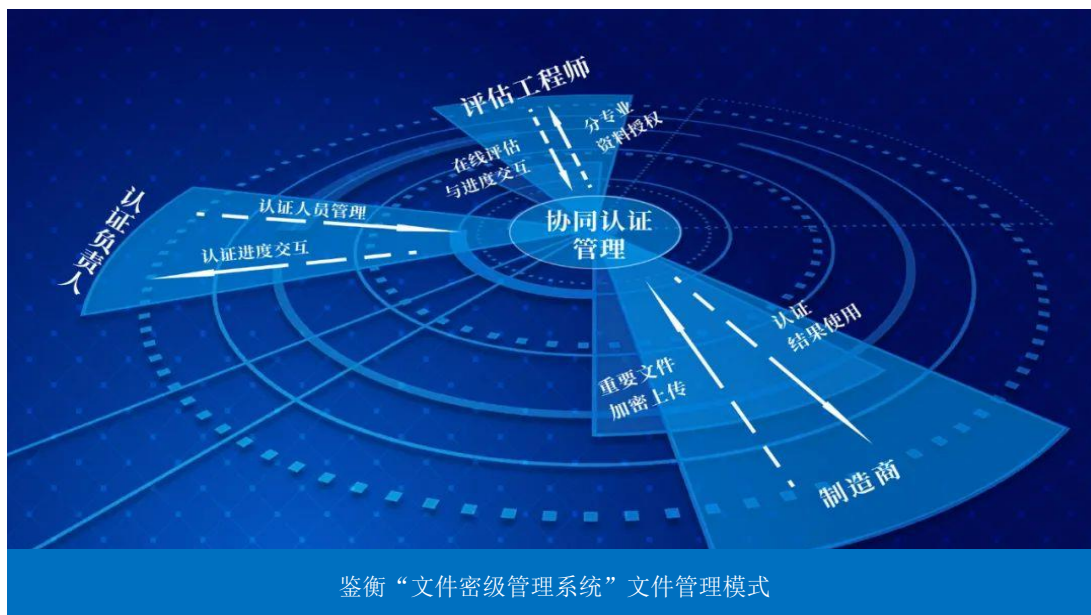 评估工程师
分专业
资料授权
在线评估
与进度交互
认证负责人
认证人员管理
认证进度交互
协同认证
管理
认证
结果使用
重要文件
加密上传
制造商
鉴衡“文件密级管理系统”文件管理模式